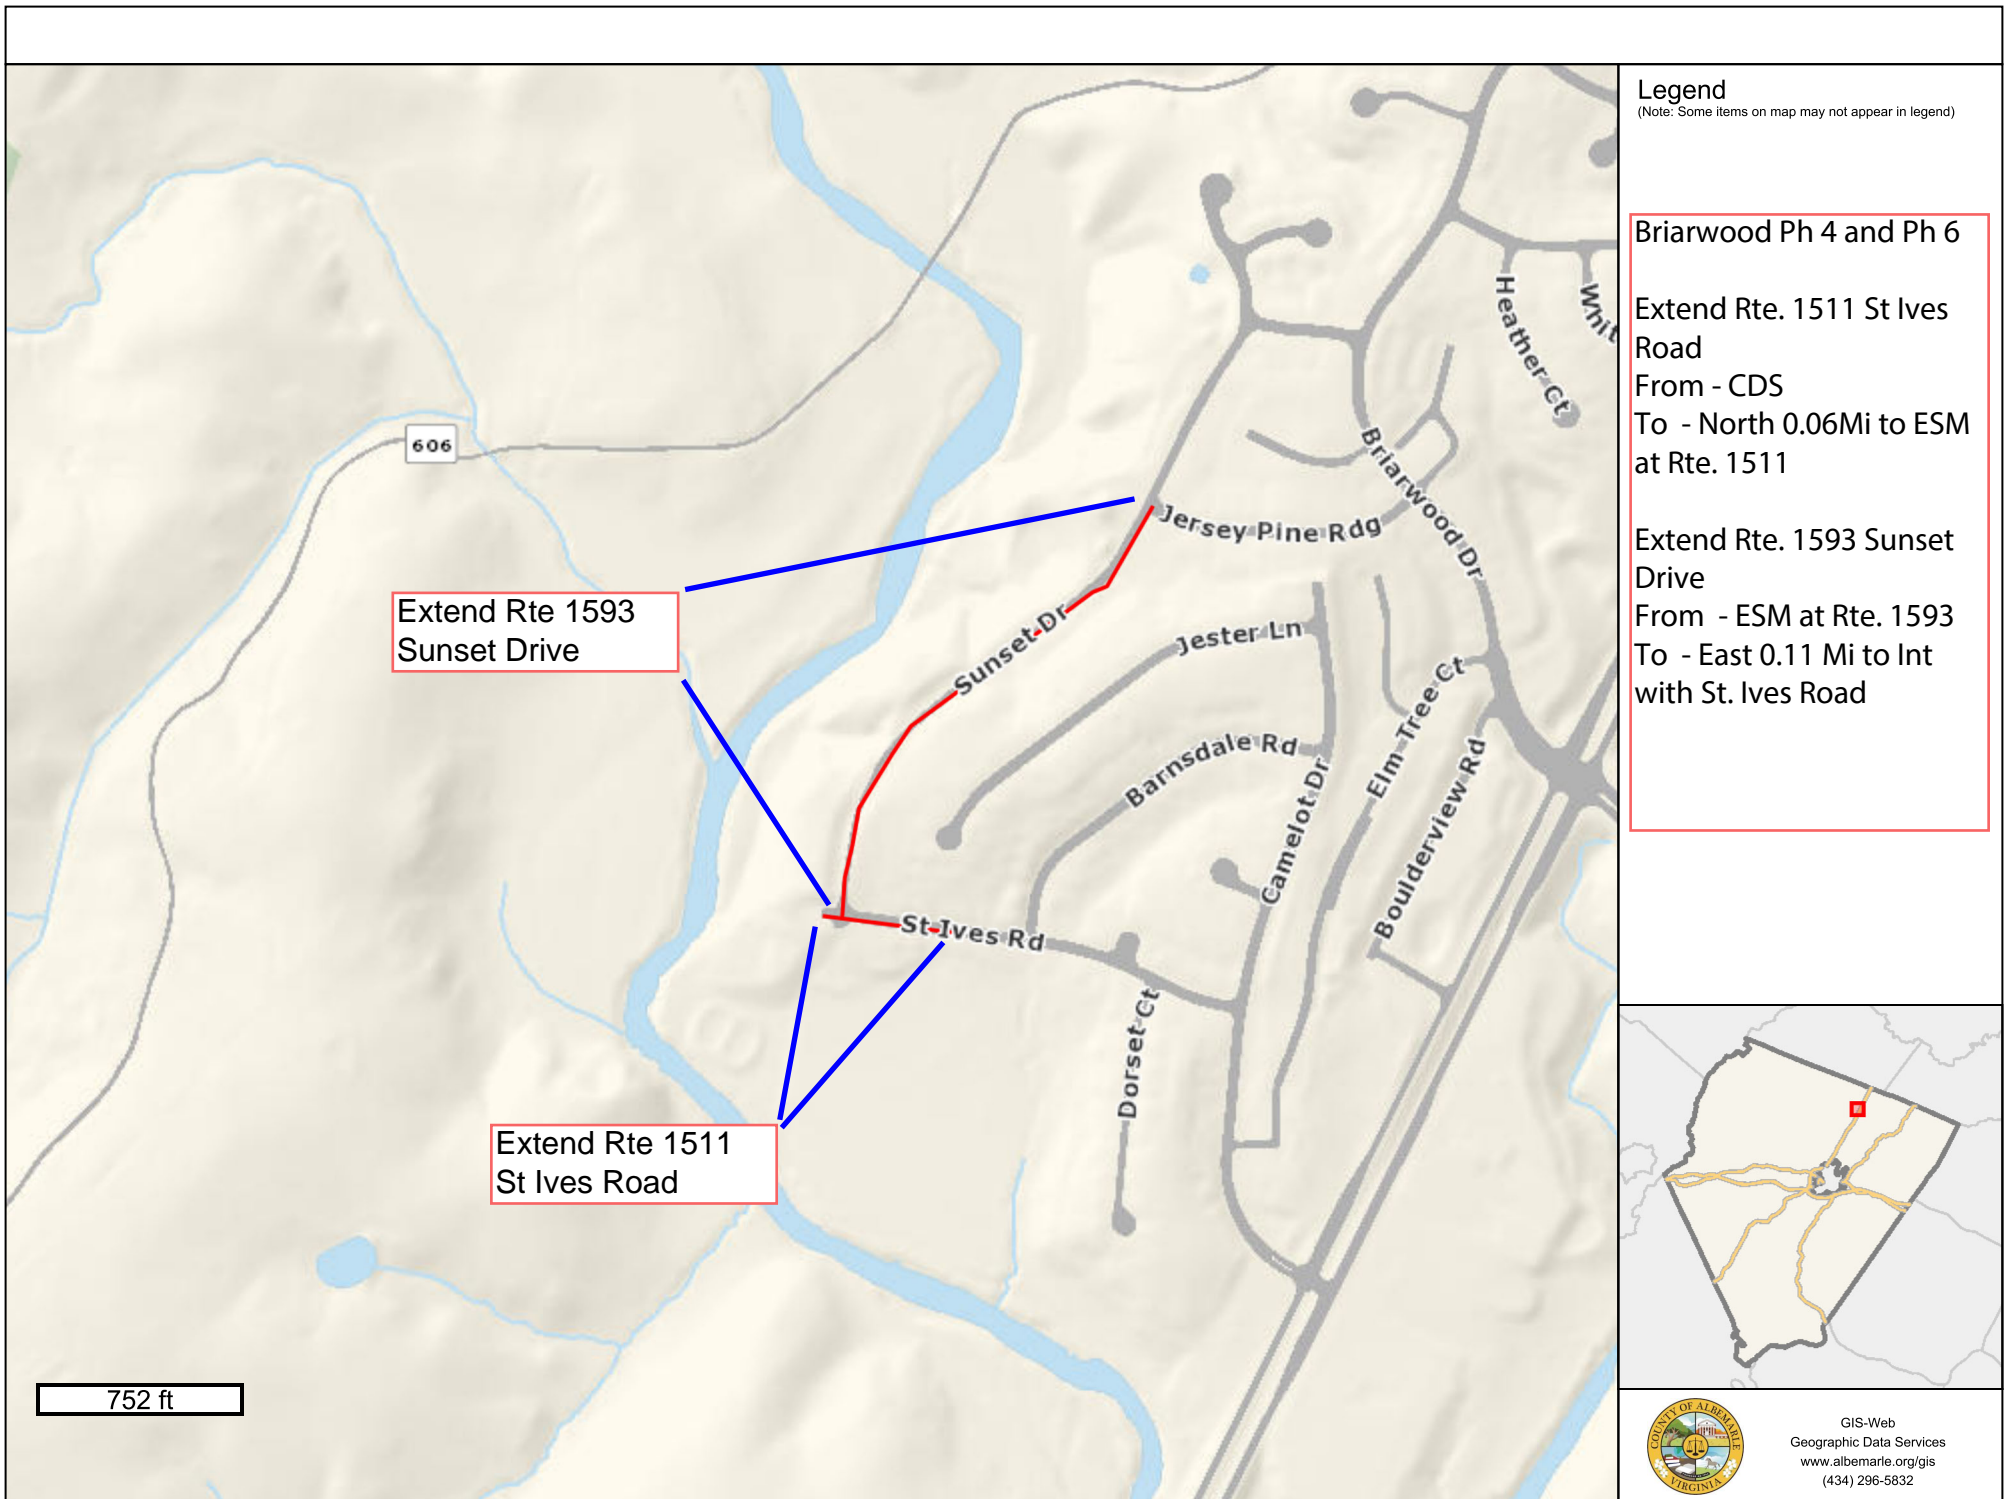 Legend
(Note: Some items on map may not appear in legend)
Briarwood Ph 4 and Ph 6
Extend Rte. 1511 St Ives
Road
From - CDS
To - North 0.06Mi to ESM
at Rte. 1511
Extend Rte. 1593 Sunset
Drive
From - ESM at Rte. 1593
To - East 0.11 Mi to Int
with St. Ives Road
606
Heather Ct
Whit
Briarwood Dr
Jersey Pine Rdg
Extend Rte 1593
Sunset Drive
Sunset Dr
Jester Ln
Elm Tree Ct
Barnsdale Rd
Camelot Dr
Boulderview Rd
St Ives Rd
Dorset Ct
Extend Rte 1511
St Ives Road
752 ft
COUNTY OF ALBEMARLE
VIRGINIA
GIS-Web
Geographic Data Services
www.albemarle.org/gis
(434) 296-5832